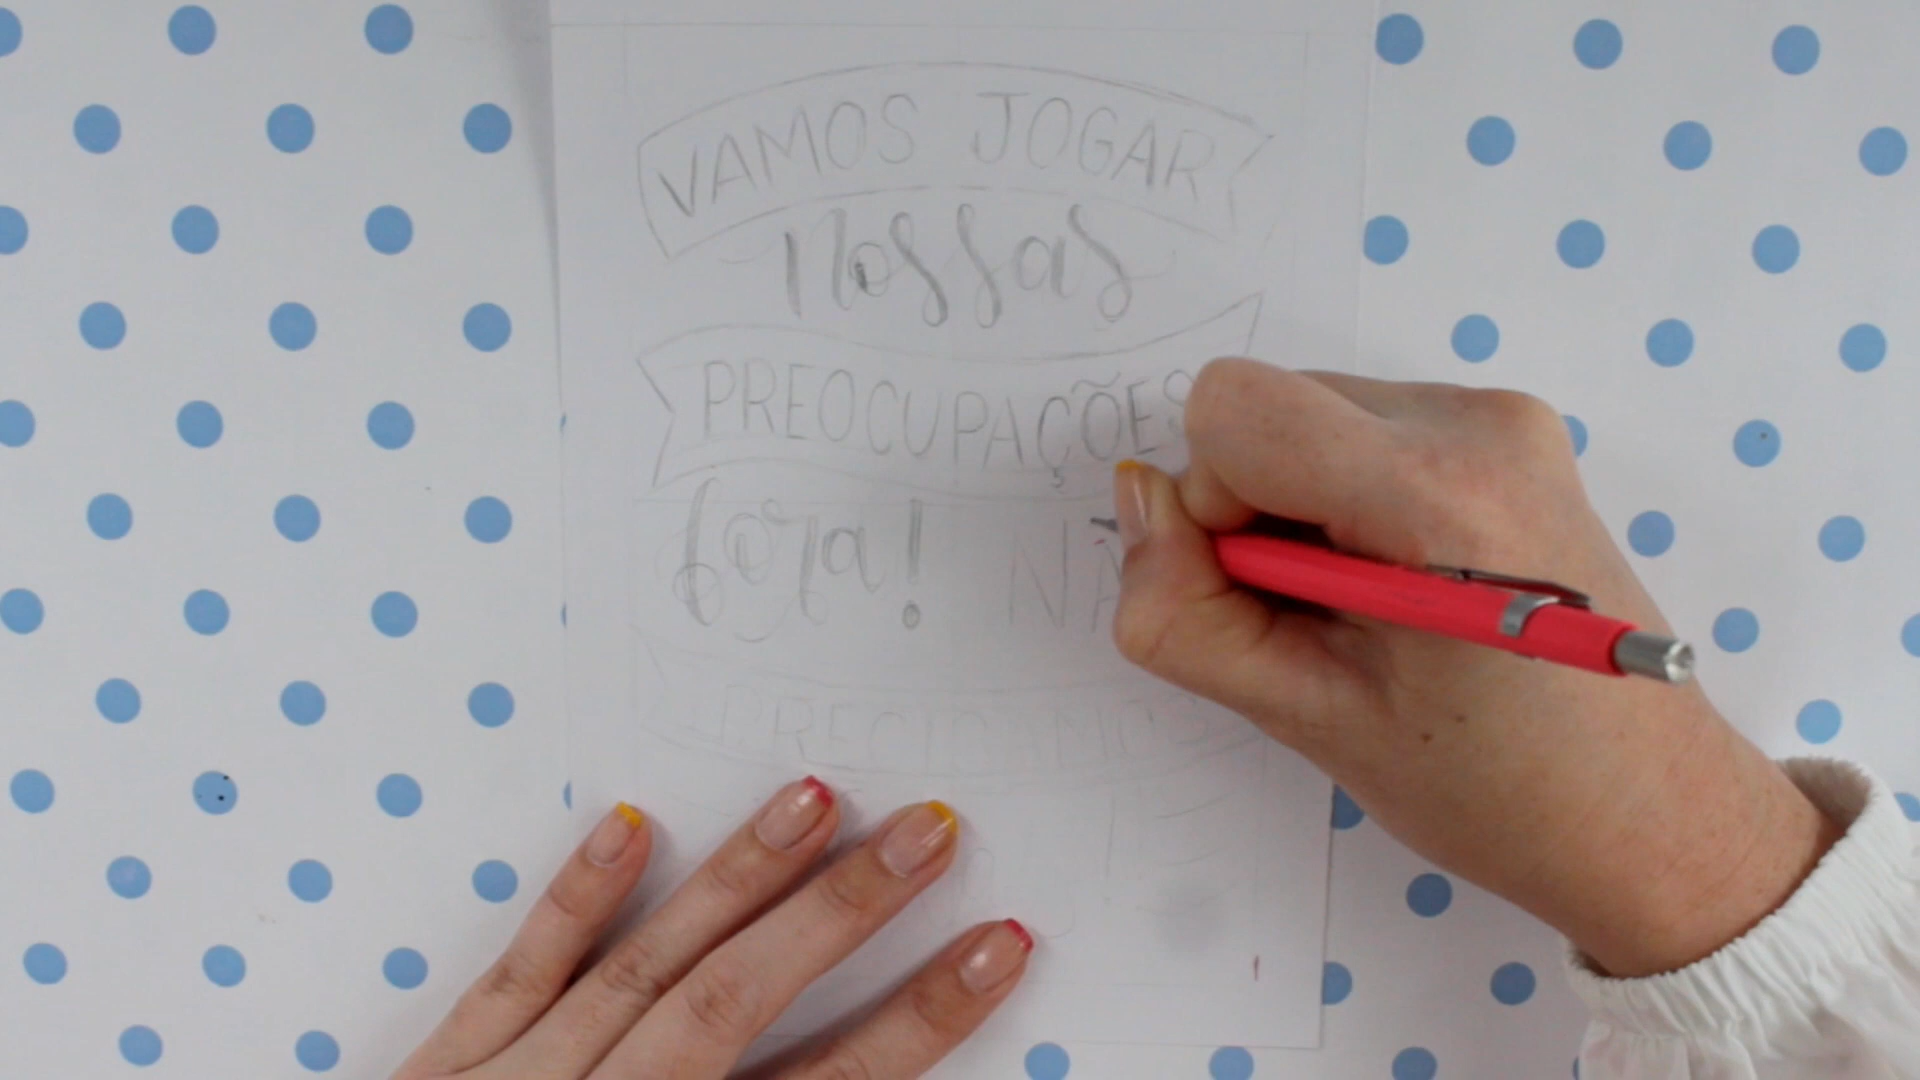 VAMOS JOGAR
nossas
PREOCUPAÇÕES
fora! NÃ
PRECISAMOS